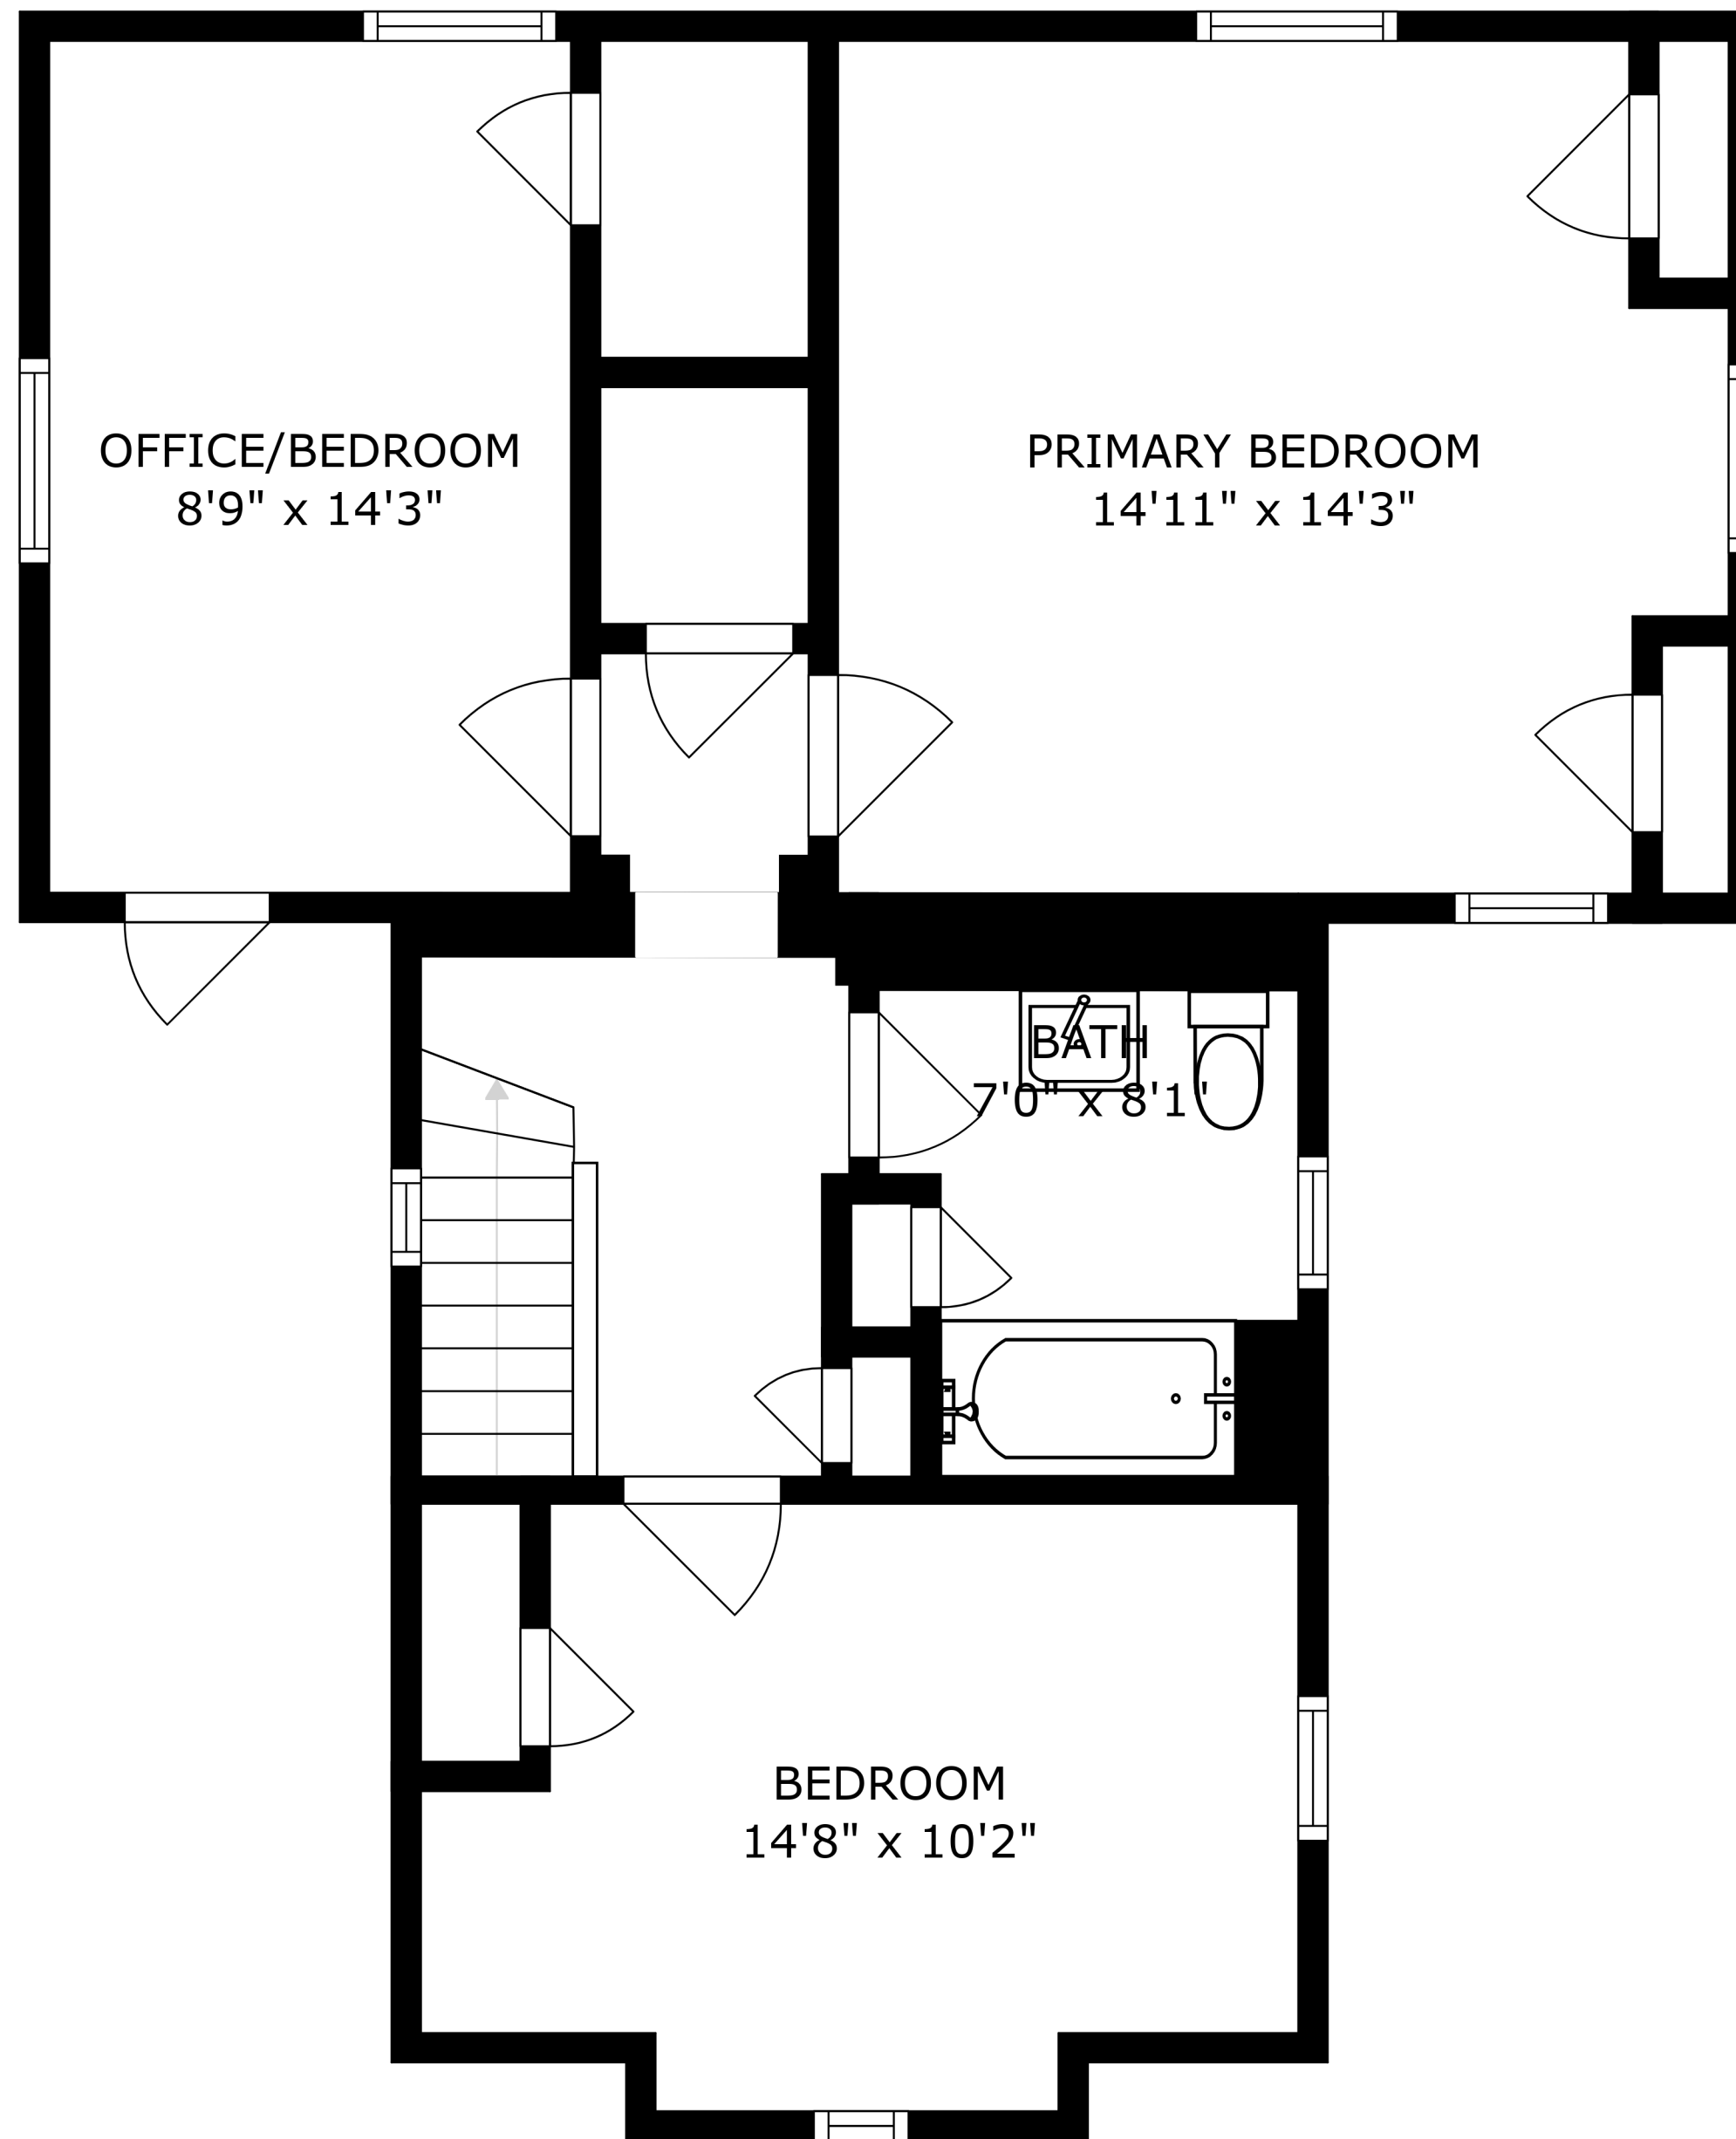 OFFICE/BEDROOM
8'9" x 14'3"
PRIMARY BEDROOM
14'11" x 14'3"
BATH
7'0" x 8'1"
BEDROOM
14'8" x 10'2"